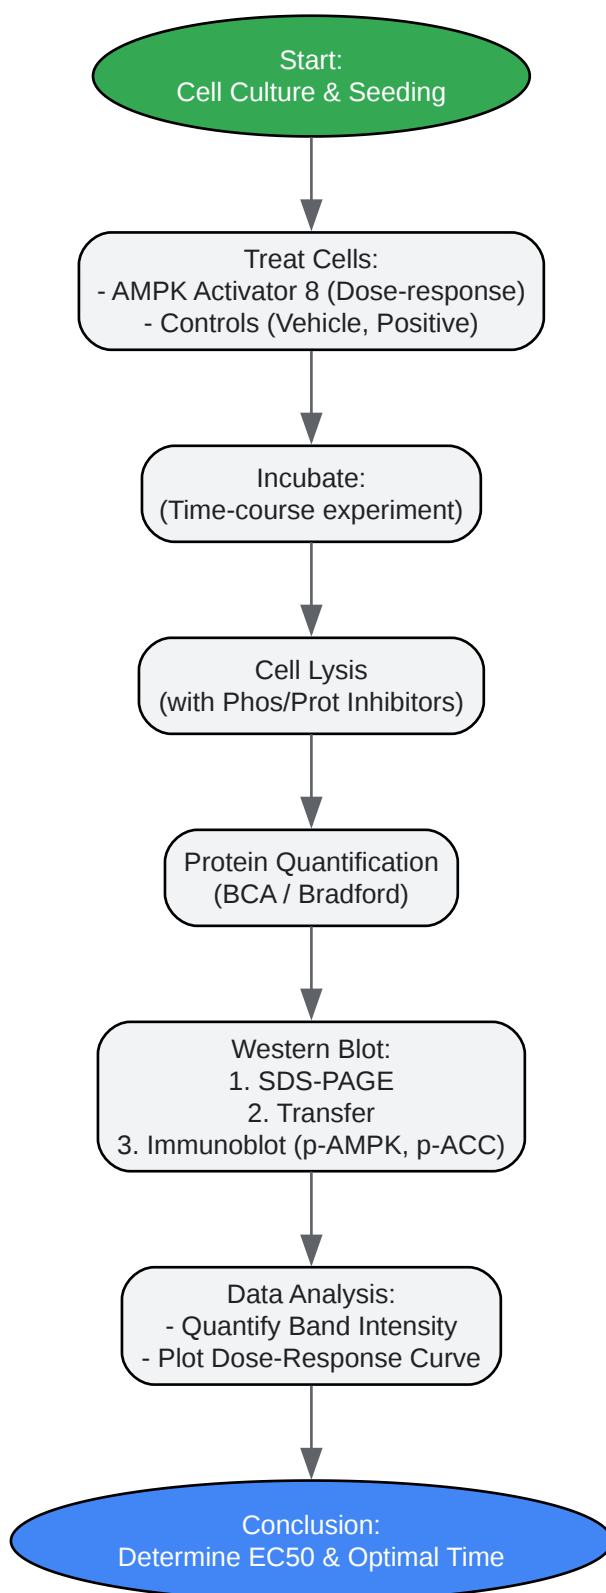 Start:
Cell Culture & Seeding
Treat Cells:
- AMPK Activator 8 (Dose-response)
- Controls (Vehicle, Positive)
Incubate:
(Time-course experiment)
Cell Lysis
(with Phos/Prot Inhibitors)
Protein Quantification
(BCA / Bradford)
Western Blot:
1. SDS-PAGE
2. Transfer
3. Immunoblot (p-AMPK, p-ACC)
Data Analysis:
- Quantify Band Intensity
- Plot Dose-Response Curve
Conclusion:
Determine EC50 & Optimal Time